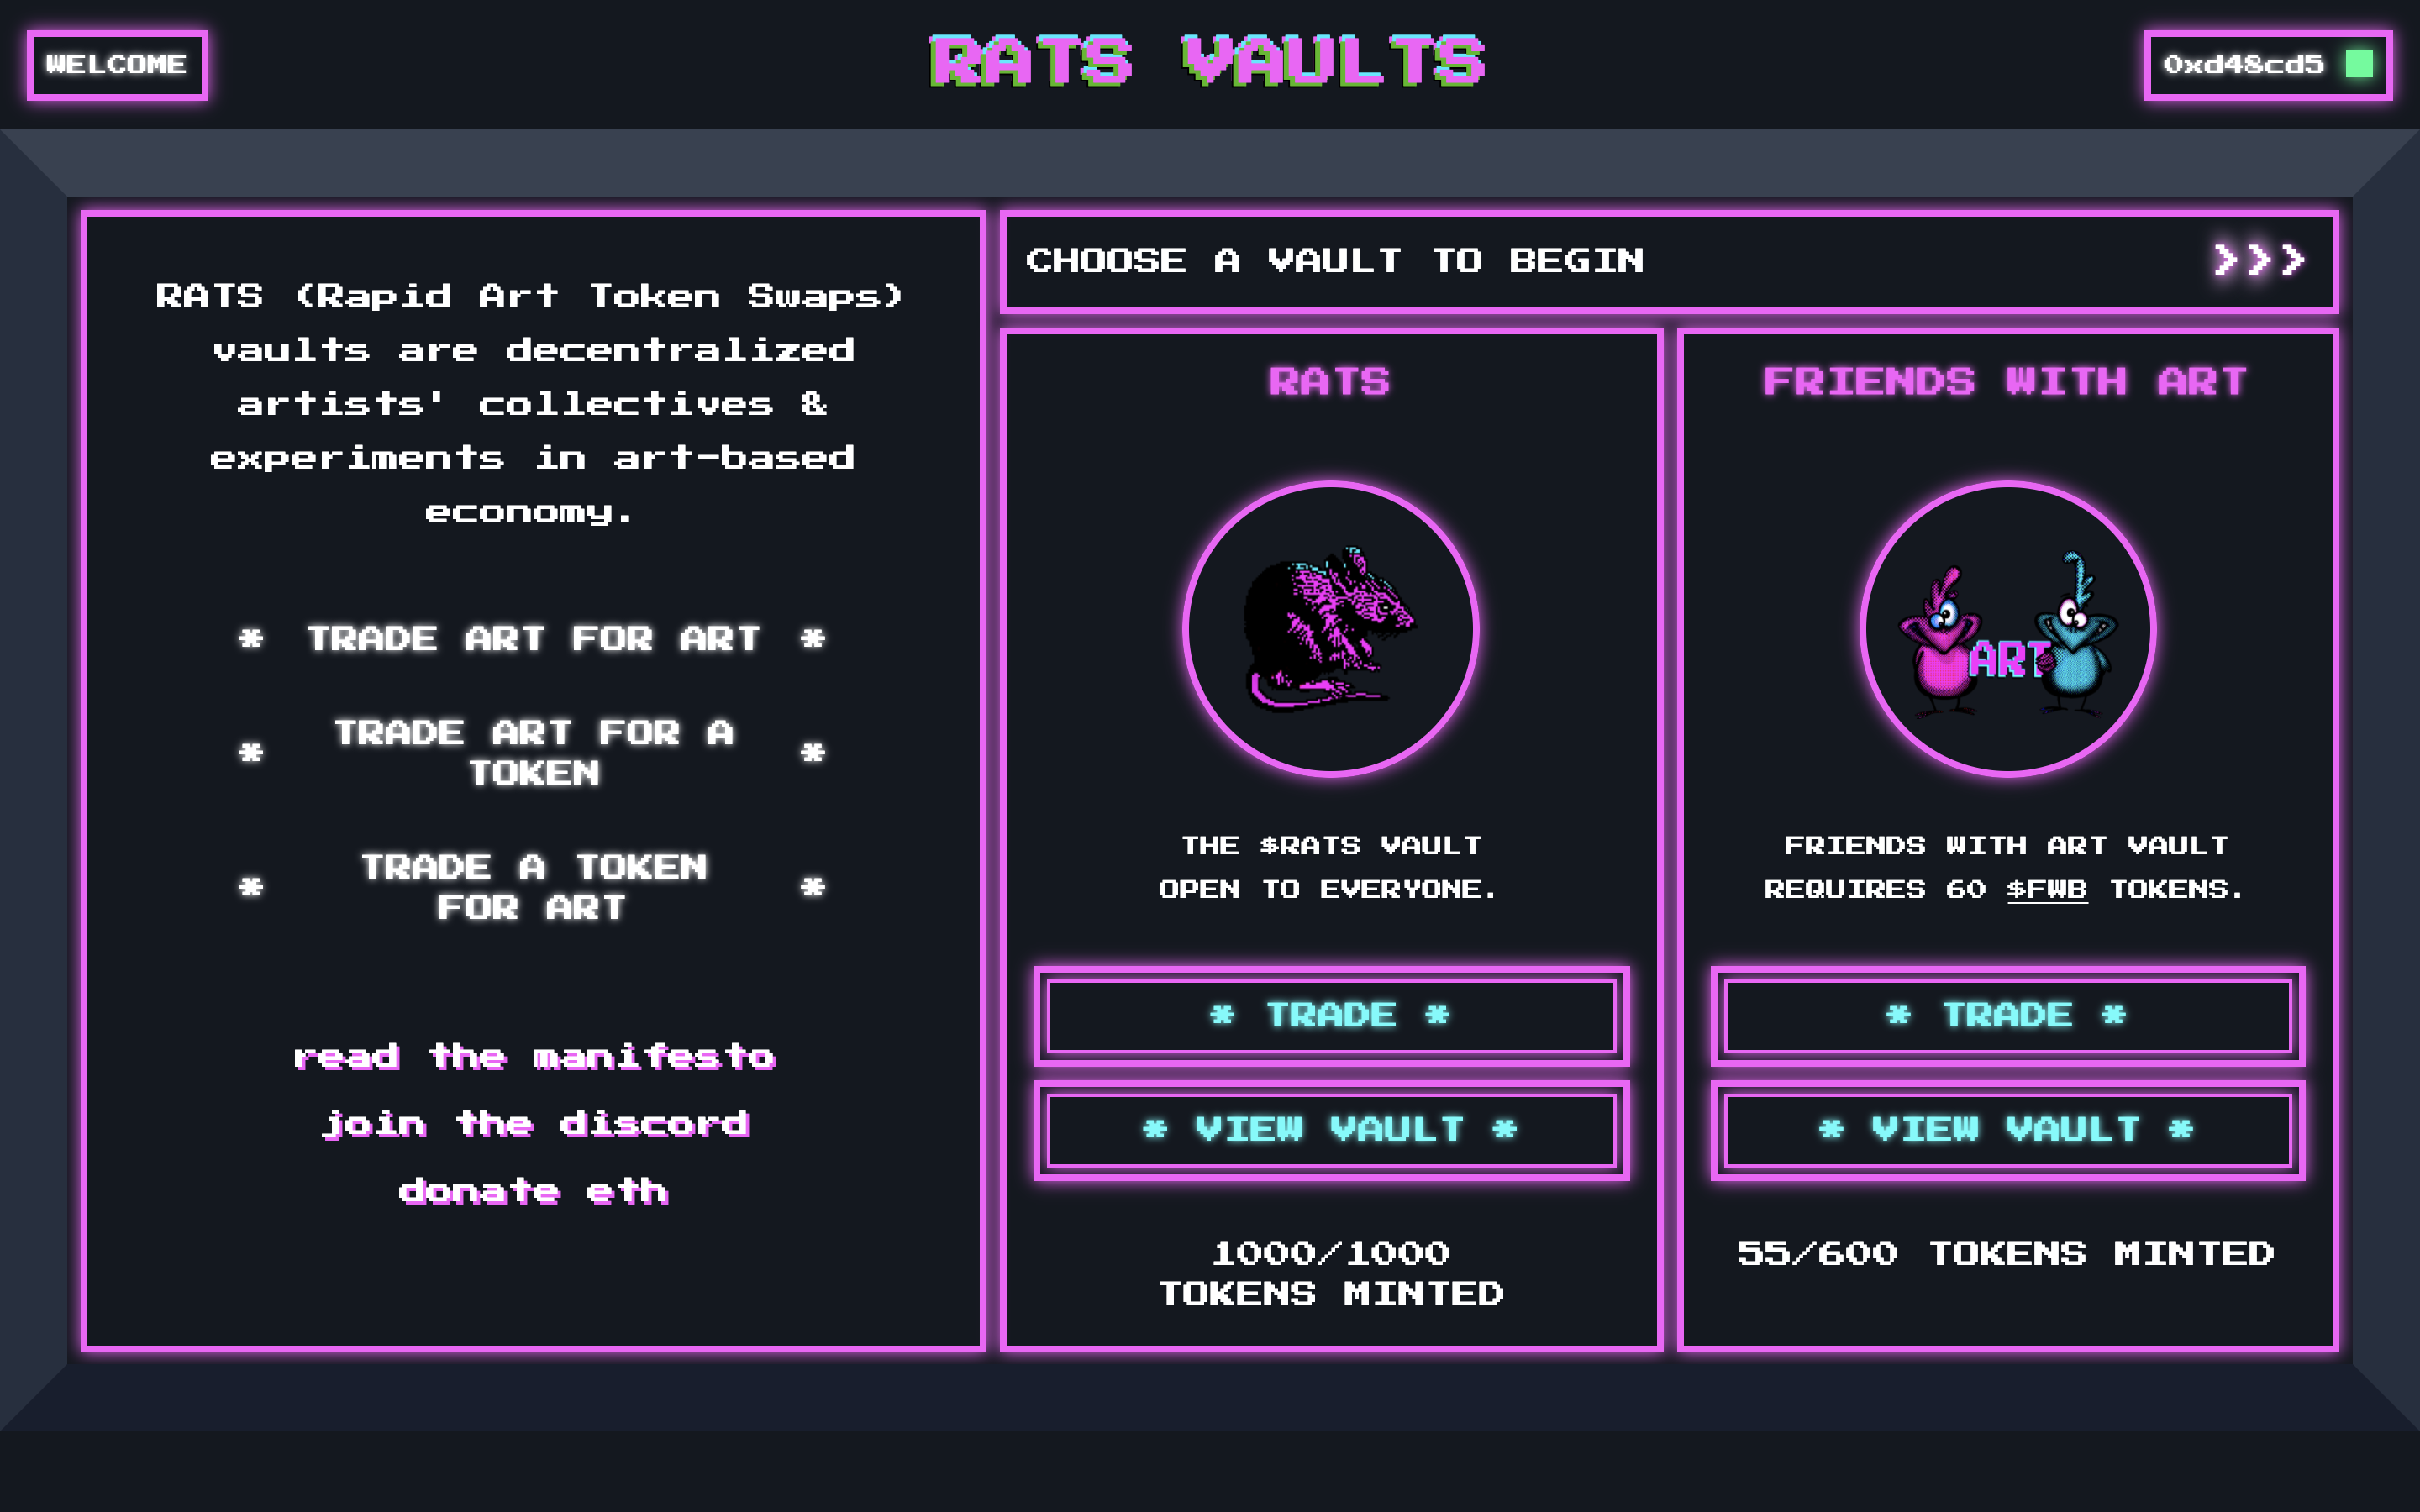 WELCOME
RATS VAULTS
0xd48cd5
RATS (Rapid Art Token Swaps)
vaults are decentralized
artists' collectives &
experiments in art-based
economy.
* TRADE ART FOR ART *
* TRADE ART FOR A
TOKEN *
* TRADE A TOKEN
FOR ART *
read the manifesto
join the discord
donate eth
CHOOSE A VAULT TO BEGIN >>>
RATS
THE $RATS VAULT
OPEN TO EVERYONE.
* TRADE *
* VIEW VAULT *
1000/1000
TOKENS MINTED
FRIENDS WITH ART
ART
FRIENDS WITH ART VAULT
REQUIRES 60 $FWB TOKENS.
* TRADE *
* VIEW VAULT *
55/600 TOKENS MINTED